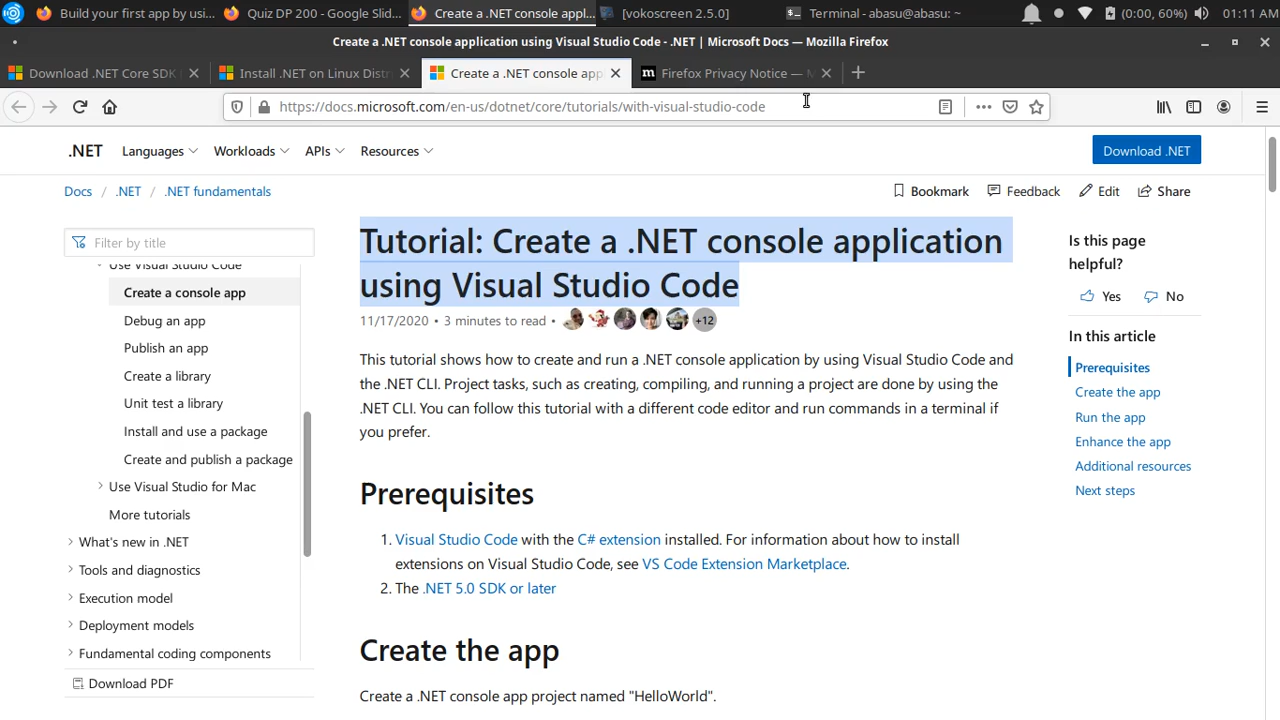 Build your first app by usi...
Quiz DP 200 - Google Slid...
Create a .NET console appl...
[vokoscreen 2.5.0]
Terminal - abasu@abasu: ~
(0:00, 60%)
01:11 AM
Create a .NET console application using Visual Studio Code - .NET | Microsoft Docs — Mozilla Firefox
Download .NET Core SDK
Install .NET on Linux Distr
Create a .NET console app
Firefox Privacy Notice —
https://docs.microsoft.com/en-us/dotnet/core/tutorials/with-visual-studio-code
.NET
Languages
Workloads
APIs
Resources
Download .NET
Docs / .NET / .NET fundamentals
Bookmark
Feedback
Edit
Share
Filter by title
Use Visual Studio Code
Create a console app
Debug an app
Publish an app
Create a library
Unit test a library
Install and use a package
Create and publish a package
Use Visual Studio for Mac
More tutorials
What's new in .NET
Tools and diagnostics
Execution model
Deployment models
Fundamental coding components
Download PDF
Tutorial: Create a .NET console application
using Visual Studio Code
11/17/2020 • 3 minutes to read •
+12
This tutorial shows how to create and run a .NET console application by using Visual Studio Code and
the .NET CLI. Project tasks, such as creating, compiling, and running a project are done by using the
.NET CLI. You can follow this tutorial with a different code editor and run commands in a terminal if
you prefer.
Prerequisites
1. Visual Studio Code with the C# extension installed. For information about how to install
extensions on Visual Studio Code, see VS Code Extension Marketplace.
2. The .NET 5.0 SDK or later
Create the app
Create a .NET console app project named "HelloWorld".
Is this page
helpful?
Yes
No
In this article
Prerequisites
Create the app
Run the app
Enhance the app
Additional resources
Next steps